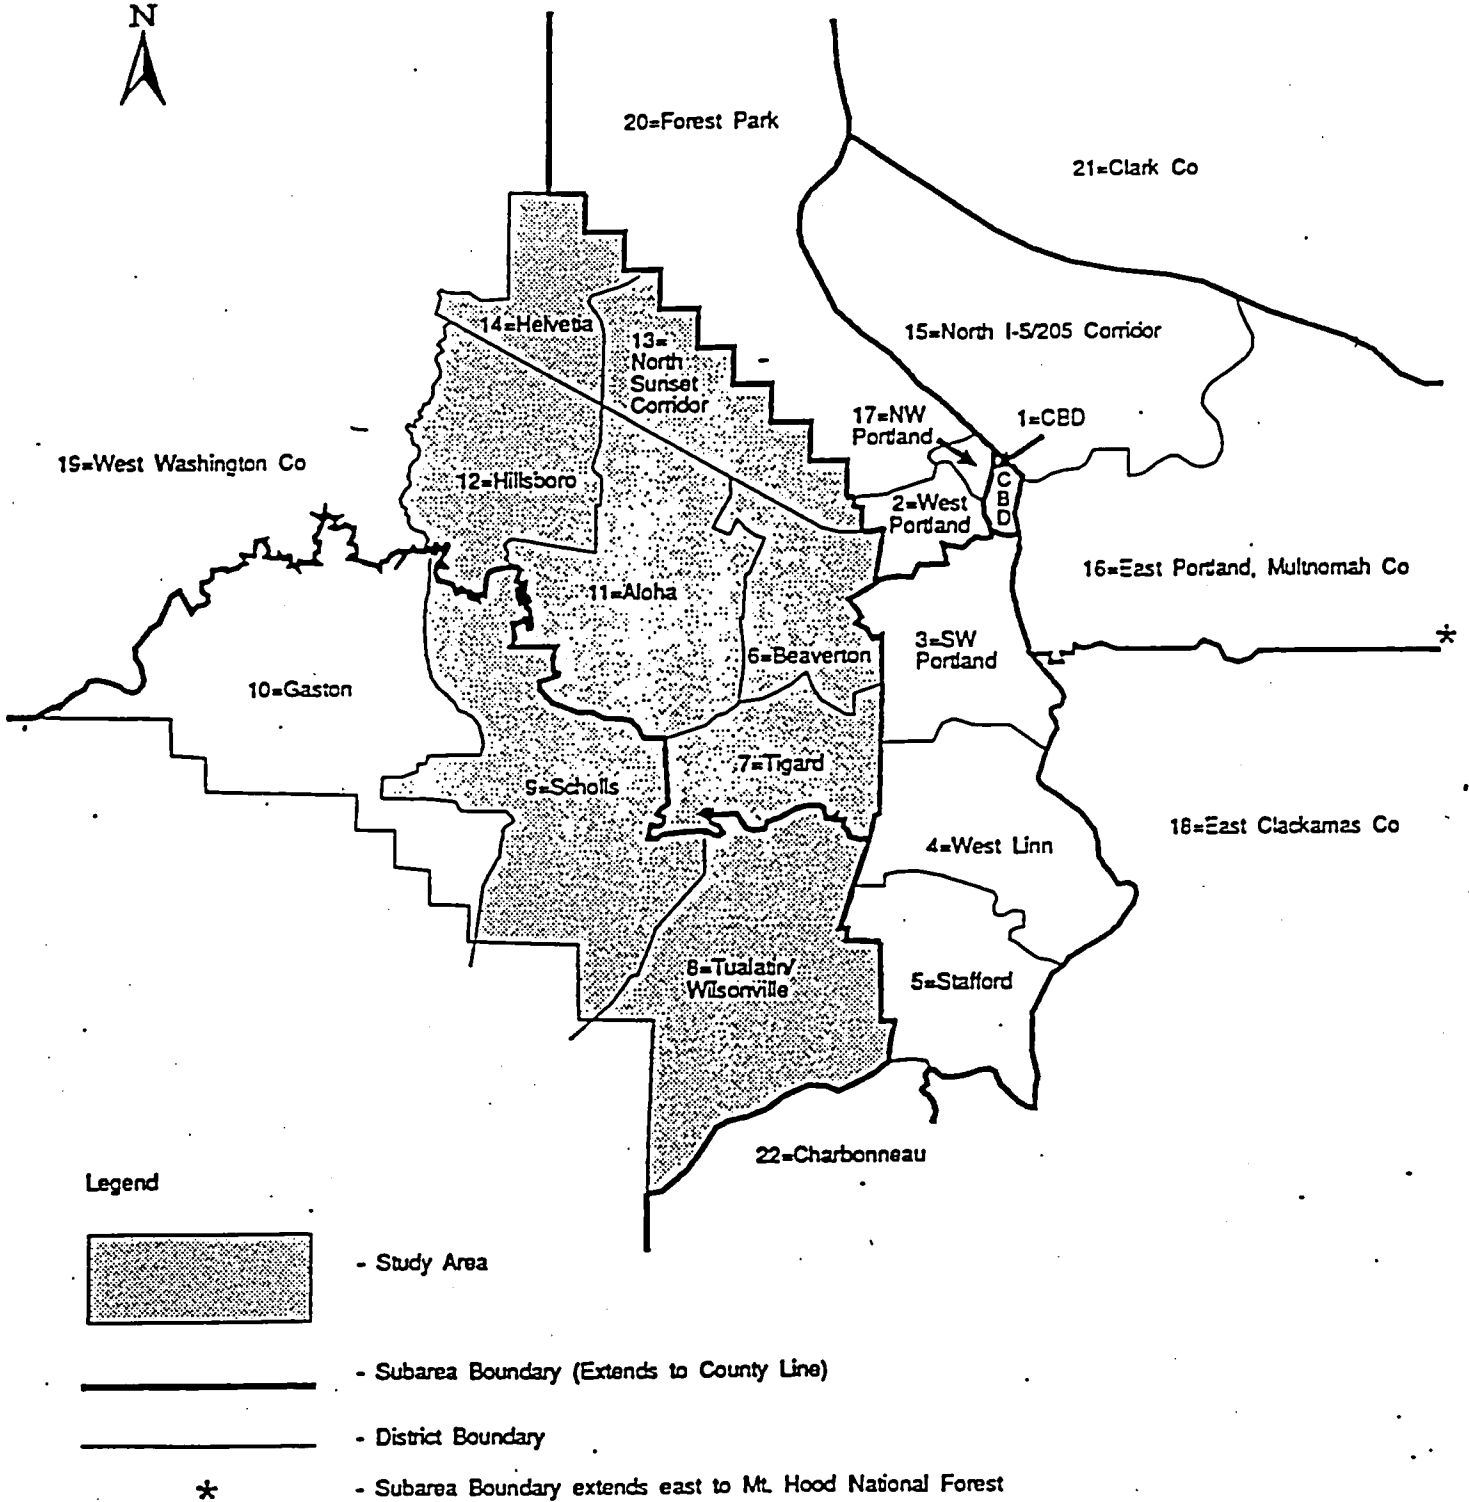 N
20=Forest Park
21=Clark Co
14=Helvetia
13=
North
Sunset
Corridor
15=North I-5/205 Corridor
17=NW
Portland
1=CBD
19=West Washington Co
12=Hillsboro
C
B
D
2=West
Portland
16=East Portland, Multnomah Co
11=Aloha
*
6=Beaverton
3=SW
Portland
10=Gaston
7=Tigard
9=Scholls
18=East Clackamas Co
4=West Linn
8=Tualatin/
Wilsonville
5=Stafford
22=Charbonneau
Legend
- Study Area
- Subarea Boundary (Extends to County Line)
- District Boundary
* - Subarea Boundary extends east to Mt. Hood National Forest